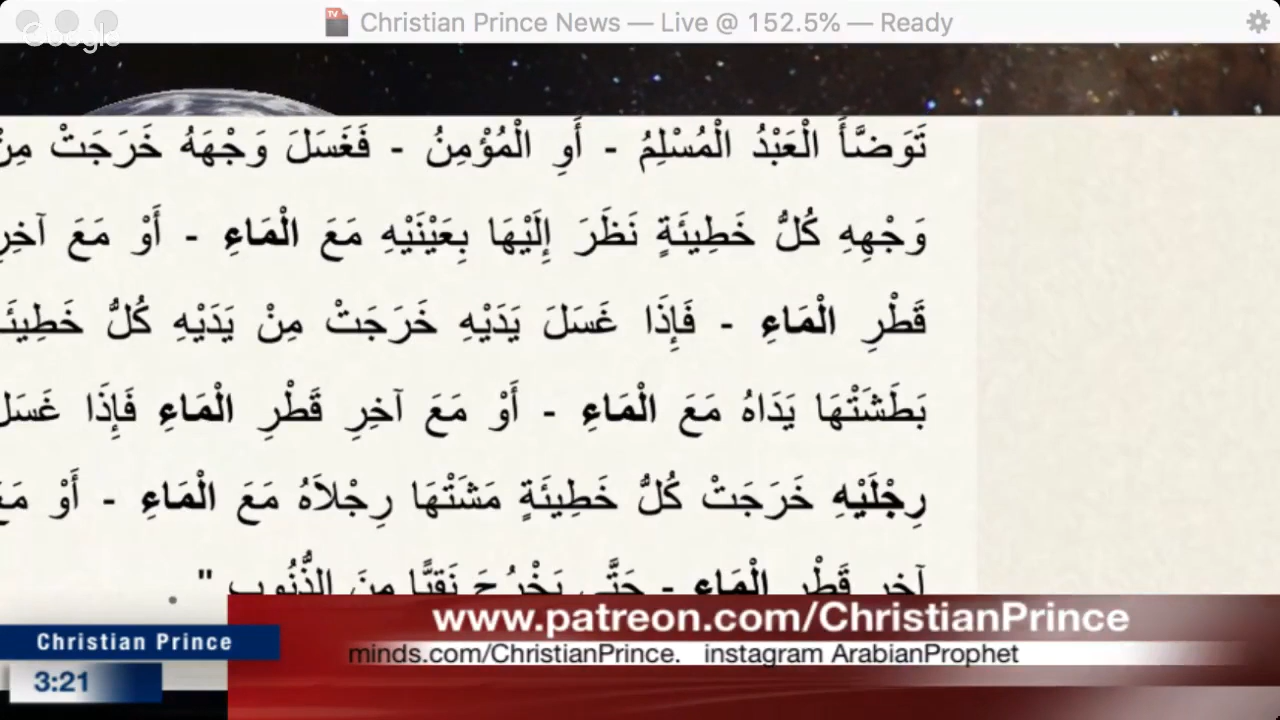 Christian Prince News — Live @ 152.5% — Ready
Google
تَوَضَّأَ الْعَبْدُ الْمُسْلِمُ - أَوِ الْمُؤْمِنُ - فَغَسَلَ وَجْهَهُ خَرَجَتْ مِنْ
وَجْهِهِ كُلُّ خَطِيئَةٍ نَظَرَ إِلَيْهَا بِعَيْنَيْهِ مَعَ الْمَاءِ - أَوْ مَعَ آخِرِ
قَطْرِ الْمَاءِ - فَإِذَا غَسَلَ يَدَيْهِ خَرَجَتْ مِنْ يَدَيْهِ كُلُّ
بَطَشَتْهَا يَدَاهُ مَعَ الْمَاءِ - أَوْ مَعَ آخِرِ قَطْرِ الْمَاءِ فَإِذَا غَسَلَ
رِجْلَيْهِ خَرَجَتْ كُلُّ خَطِيئَةٍ مَشَتْهَا رِجْلاَهُ مَعَ الْمَاءِ - أَوْ
آخِرِ قَطْرِ الْمَاءِ - حَتَّى يَخْرُجَ نَقِيًّا مِنَ الذُّنُوبِ "
www.patreon.com/ChristianPrince
Christian Prince
minds.com/ChristianPrince. instagram ArabianProphet
3:21